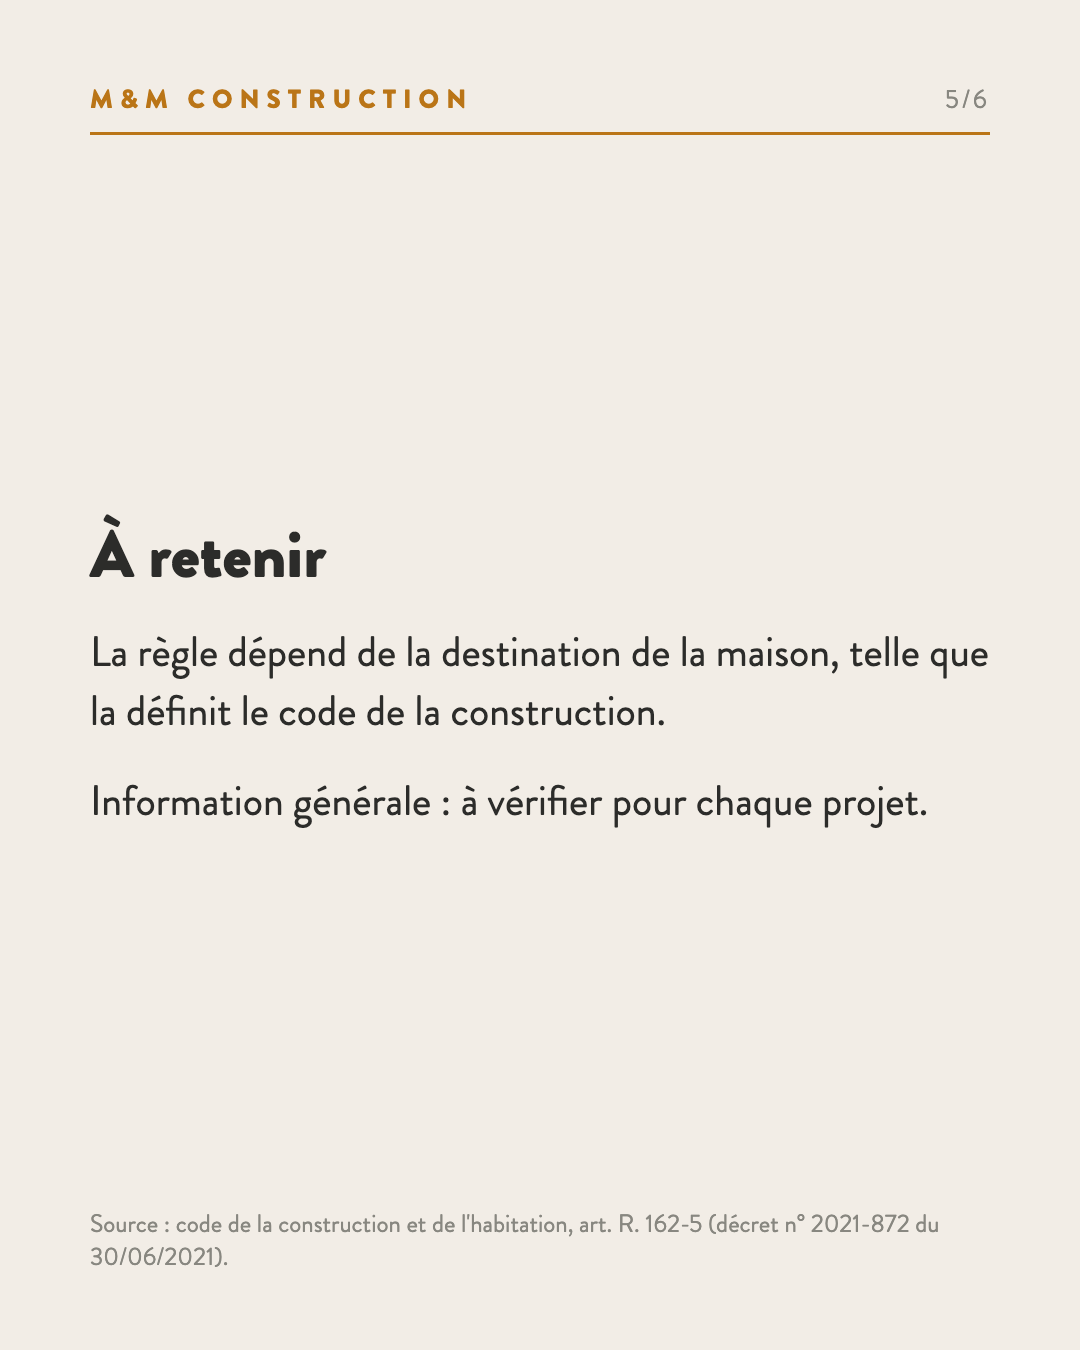 M&M CONSTRUCTION
5/6
À retenir
La règle dépend de la destination de la maison, telle que
la définit le code de la construction.
Information générale : à vérifier pour chaque projet.
Source : code de la construction et de l'habitation, art. R. 162-5 (décret n° 2021-872 du
30/06/2021).